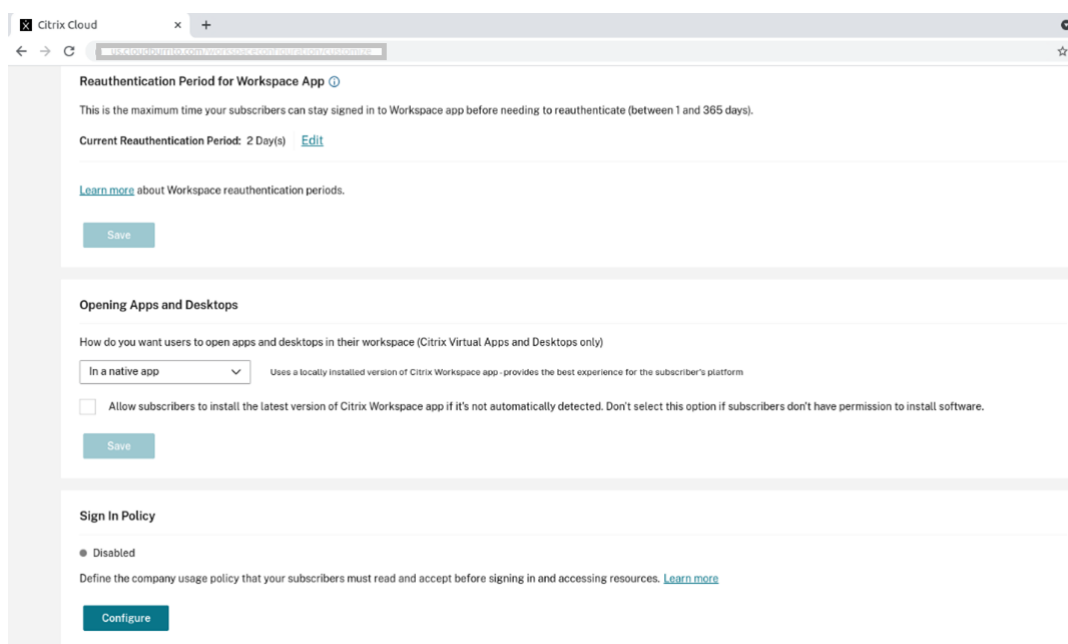 Citrix Cloud
us.cloudburrito.com/workspaceconfiguration/customize
Reauthentication Period for Workspace App
This is the maximum time your subscribers can stay signed in to Workspace app before needing to reauthenticate (between 1 and 365 days).
Current Reauthentication Period: 2 Day(s) Edit
Learn more about Workspace reauthentication periods.
Save
Opening Apps and Desktops
How do you want users to open apps and desktops in their workspace (Citrix Virtual Apps and Desktops only)
In a native app Uses a locally installed version of Citrix Workspace app - provides the best experience for the subscriber's platform
Allow subscribers to install the latest version of Citrix Workspace app if it's not automatically detected. Don't select this option if subscribers don't have permission to install software.
Save
Sign In Policy
Disabled
Define the company usage policy that your subscribers must read and accept before signing in and accessing resources. Learn more
Configure